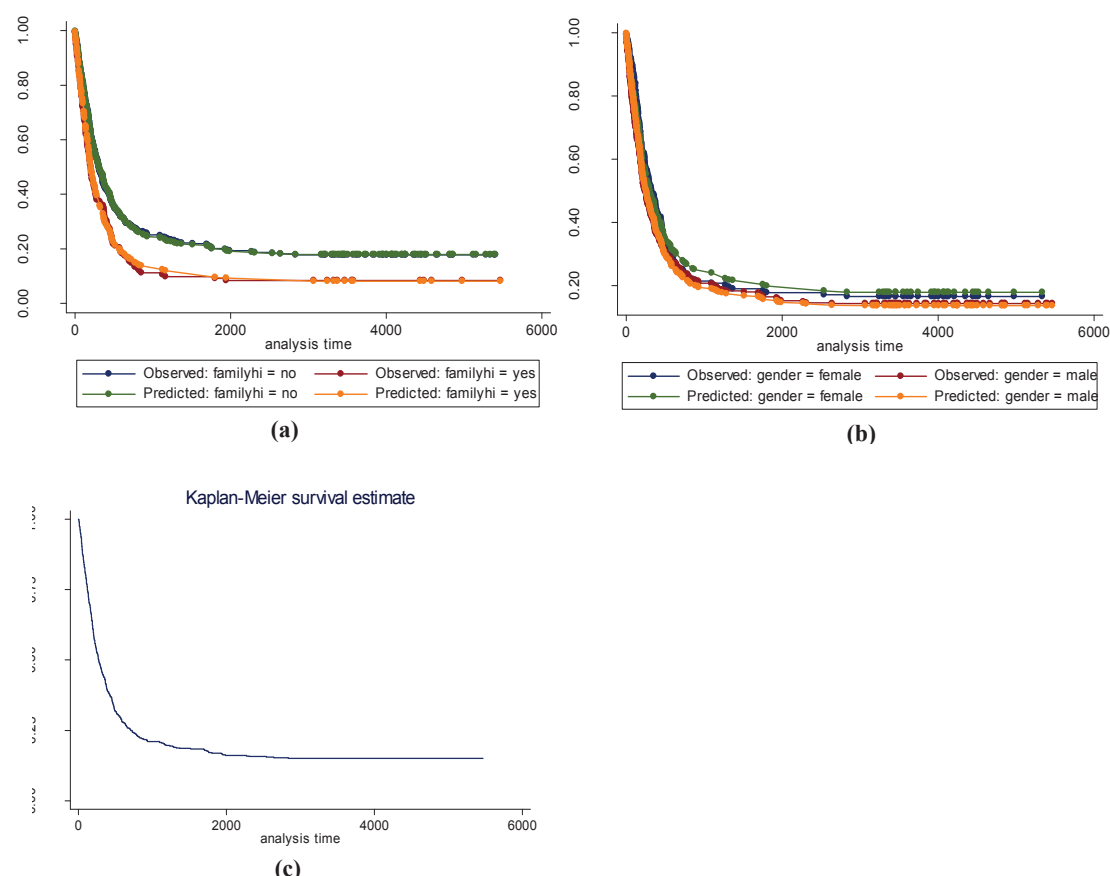 1.00
0.80
0.60
0.40
0.20
0.00
0 2000 4000 6000
analysis time
Observed: familyhi = no Observed: familyhi = yes
Predicted: familyhi = no Predicted: familyhi = yes
(a)
1.00
0.80
0.60
0.40
0.20
0 2000 4000 6000
analysis time
Observed: gender = female Observed: gender = male
Predicted: gender = female Predicted: gender = male
(b)
Kaplan-Meier survival estimate
0 2000 4000 6000
analysis time
(c)